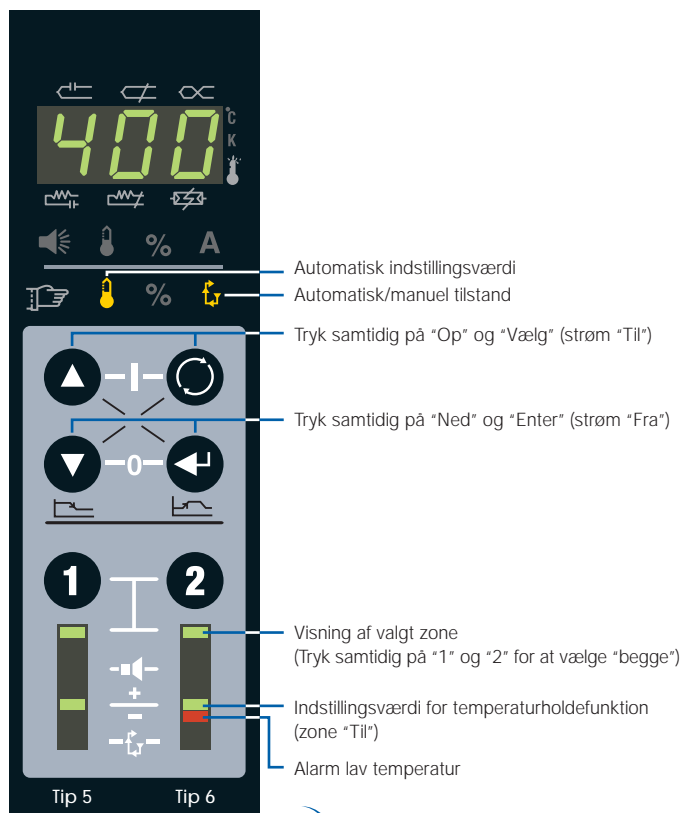 400
°C
K
% A
%
Automatisk indstillingsværdi
Automatisk/manuel tilstand
Tryk samtidig på “Op” og “Vælg” (strøm “Til”)
Tryk samtidig på “Ned” og “Enter” (strøm “Fra”)
0
1 2
Visning af valgt zone
(Tryk samtidig på “1” og “2” for at vælge “begge”)
+
−
Indstillingsværdi for temperaturholdefunktion
(zone “Til”)
Alarm lav temperatur
Tip 5 Tip 6